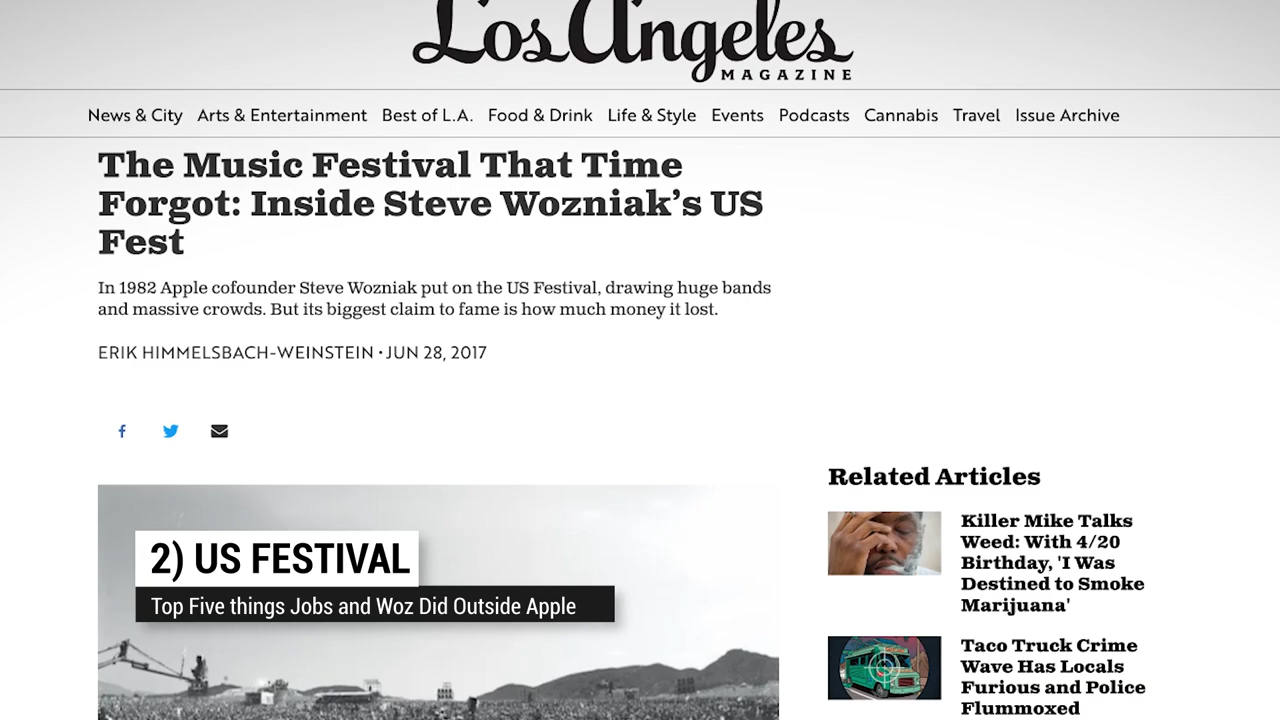 Los Angeles
MAGAZINE
News & City Arts & Entertainment Best of L.A. Food & Drink Life & Style Events Podcasts Cannabis Travel Issue Archive
The Music Festival That Time
Forgot: Inside Steve Wozniak’s US
Fest
In 1982 Apple cofounder Steve Wozniak put on the US Festival, drawing huge bands
and massive crowds. But its biggest claim to fame is how much money it lost.
ERIK HIMMELSBACH-WEINSTEIN • JUN 28, 2017
2) US FESTIVAL
Top Five things Jobs and Woz Did Outside Apple
Related Articles
Killer Mike Talks
Weed: With 4/20
Birthday, 'I Was
Destined to Smoke
Marijuana'
Taco Truck Crime
Wave Has Locals
Furious and Police
Flummoxed